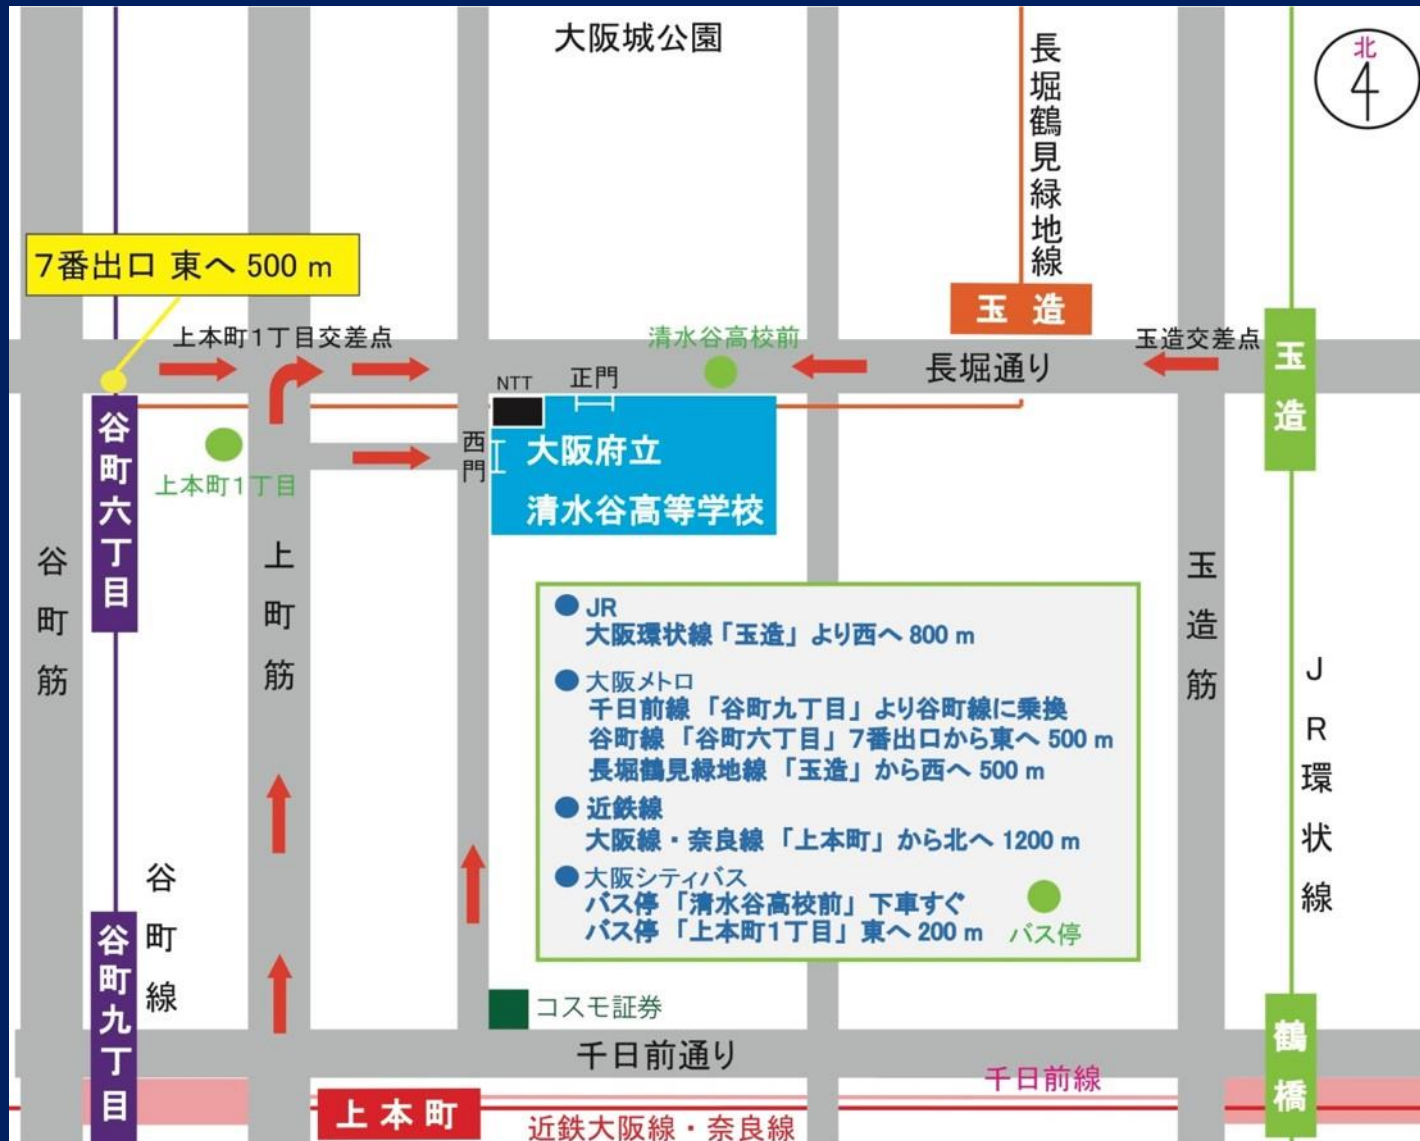 大阪城公園
北
長堀鶴見緑地線
7番出口 東へ 500 m
玉 造
上本町1丁目交差点
清水谷高校前
玉造交差点
長堀通り
玉造
NTT
正門
谷町六丁目
西門
大阪府立
清水谷高等学校
上本町1丁目
谷町筋
上町筋
玉造筋
JR環状線
● JR
大阪環状線「玉造」より西へ 800 m
● 大阪メトロ
千日前線 「谷町九丁目」より谷町線に乗換
谷町線 「谷町六丁目」7番出口から東へ 500 m
長堀鶴見緑地線 「玉造」から西へ 500 m
● 近鉄線
大阪線・奈良線 「上本町」から北へ 1200 m
● 大阪シティバス
バス停 「清水谷高校前」下車すぐ
バス停 「上本町1丁目」東へ 200 m
バス停
谷町線
谷町九丁目
コスモ証券
千日前通り
千日前線
鶴橋
上本町
近鉄大阪線・奈良線